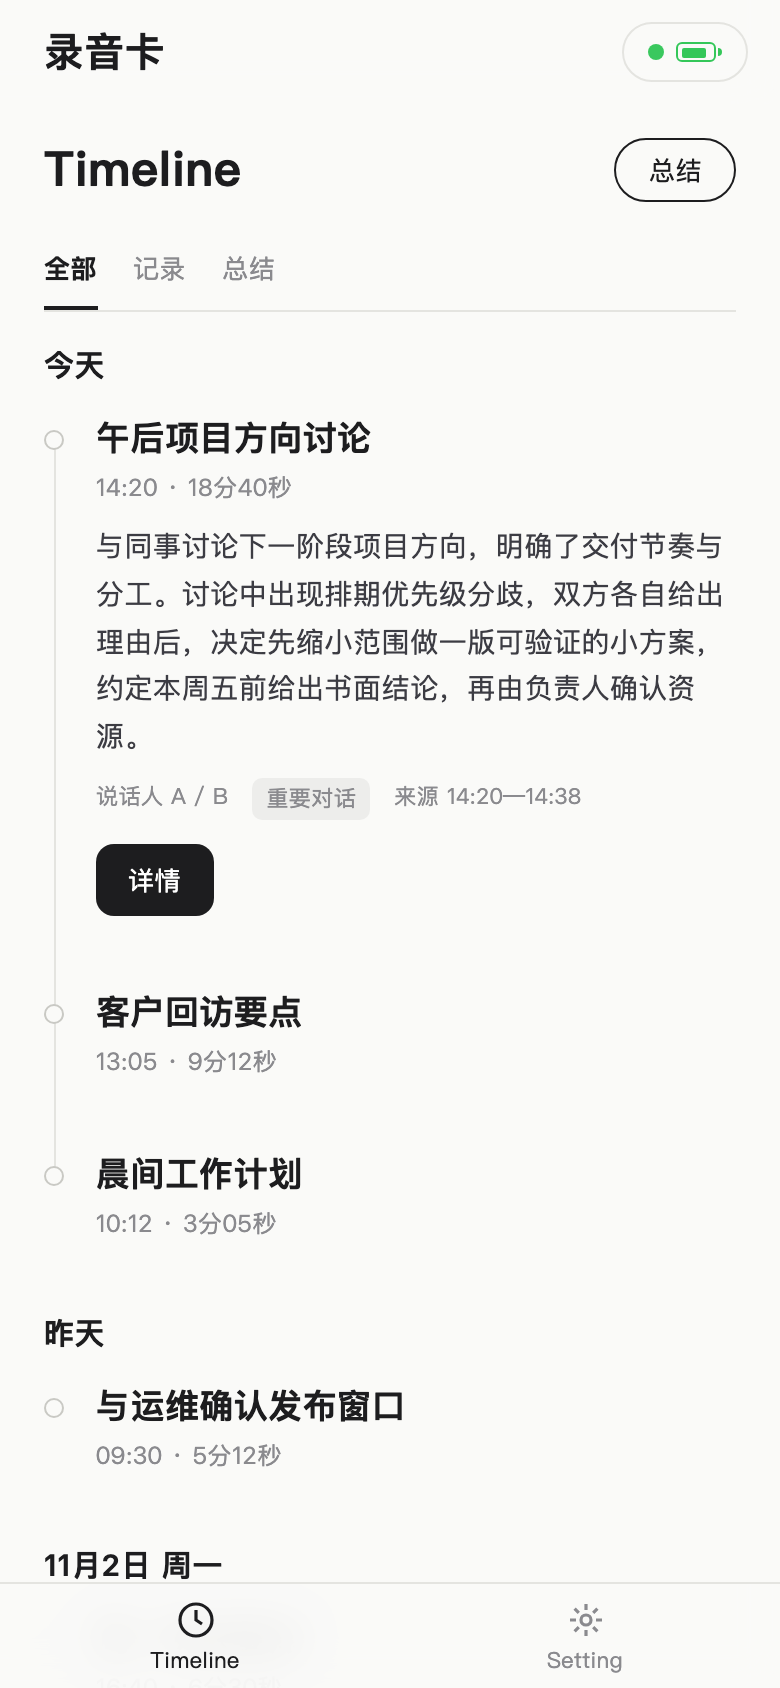 录音卡
Timeline
总结
全部 记录 总结
今天
午后项目方向讨论
14:20 · 18分40秒
与同事讨论下一阶段项目方向，明确了交付节奏与
分工。讨论中出现排期优先级分歧，双方各自给出
理由后，决定先缩小范围做一版可验证的小方案，
约定本周五前给出书面结论，再由负责人确认资
源。
说话人 A / B 重要对话 来源 14:20—14:38
详情
客户回访要点
13:05 · 9分12秒
晨间工作计划
10:12 · 3分05秒
昨天
与运维确认发布窗口
09:30 · 5分12秒
11月2日 周一
Timeline Setting